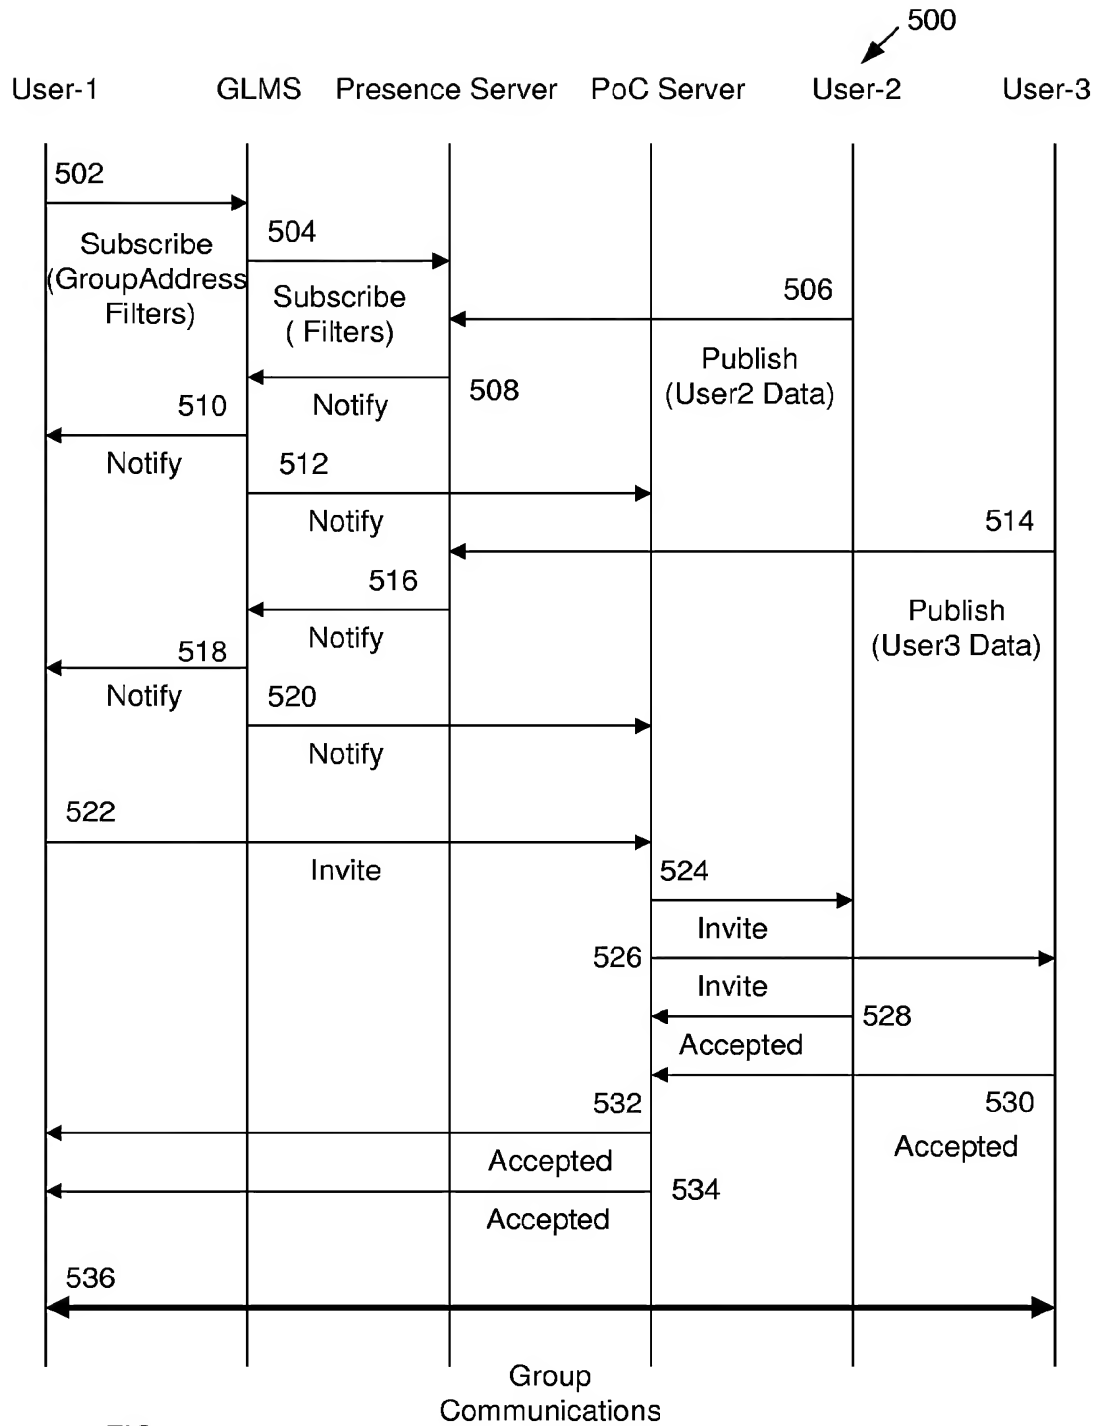 500
User-1 GLMS Presence Server PoC Server User-2 User-3
502
Subscribe
(GroupAddress
Filters)
504
Subscribe
( Filters)
506
Publish
(User2 Data)
508
Notify
510
Notify
512
Notify
514
Publish
(User3 Data)
516
Notify
518
Notify
520
Notify
522
Invite
524
Invite
526
Invite
528
Accepted
530
Accepted
532
Accepted
534
Accepted
536
Group
Communications